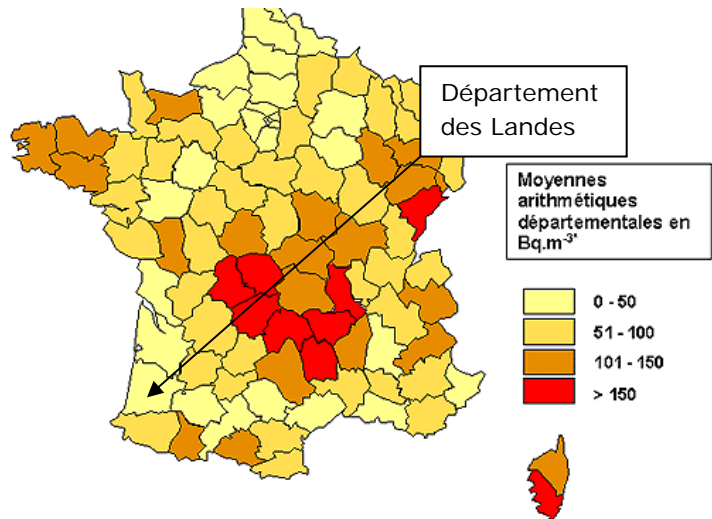 Département
des Landes
Moyennes
arithmétiques
départementales en
Bq.m-3*
0 - 50
51 - 100
101 - 150
> 150